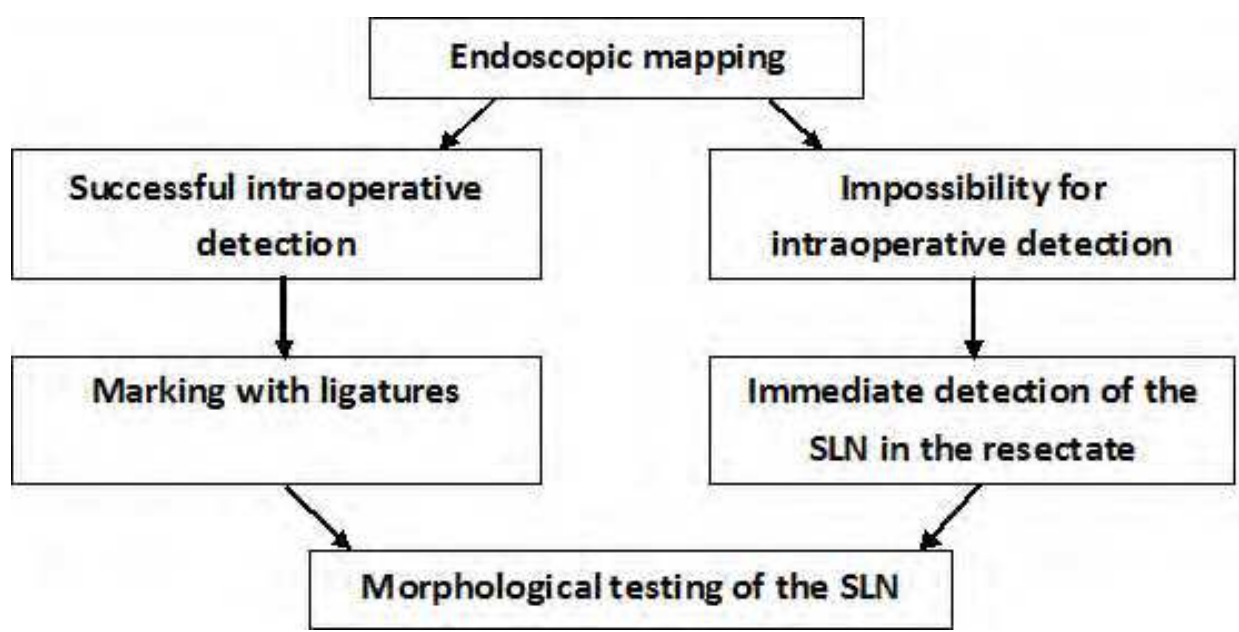 Endoscopic mapping
Successful intraoperative
detection
Impossibility for
intraoperative detection
Marking with ligatures
Immediate detection of the
SLN in the resectate
Morphological testing of the SLN